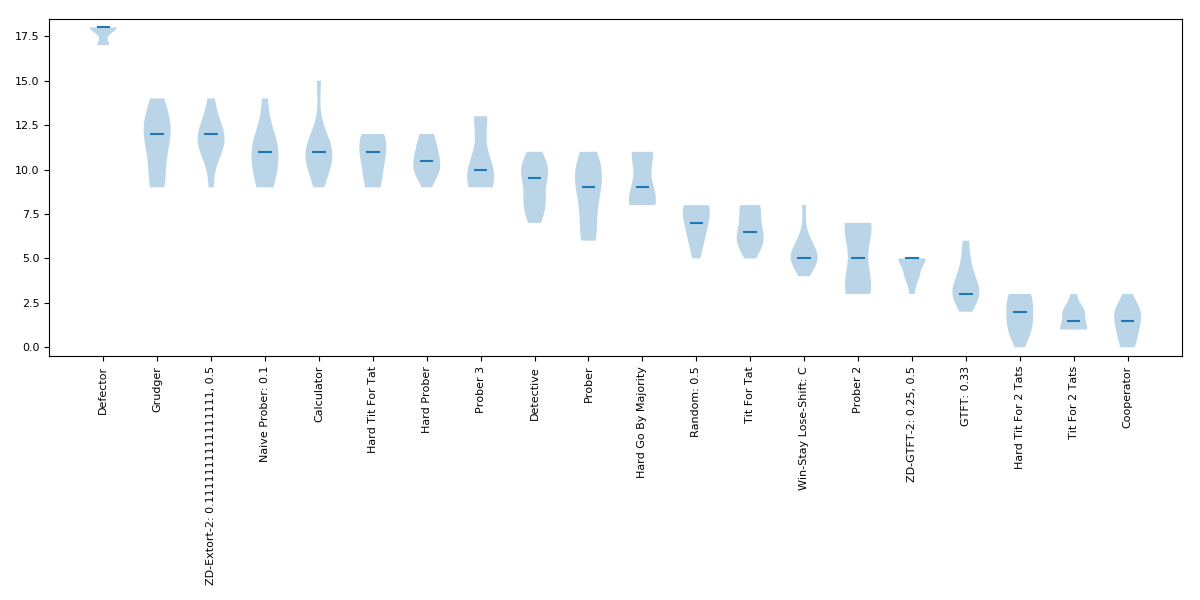 17.5
15.0
12.5
10.0
7.5
5.0
2.5
0.0
Defector
Grudger
ZD-Extort-2: 0.1111111111111111, 0.5
Naive Prober: 0.1
Calculator
Hard Tit For Tat
Hard Prober
Prober 3
Detective
Prober
Hard Go By Majority
Random: 0.5
Tit For Tat
Win-Stay Lose-Shift: C
Prober 2
ZD-GTFT-2: 0.25, 0.5
GTFT: 0.33
Hard Tit For 2 Tats
Tit For 2 Tats
Cooperator